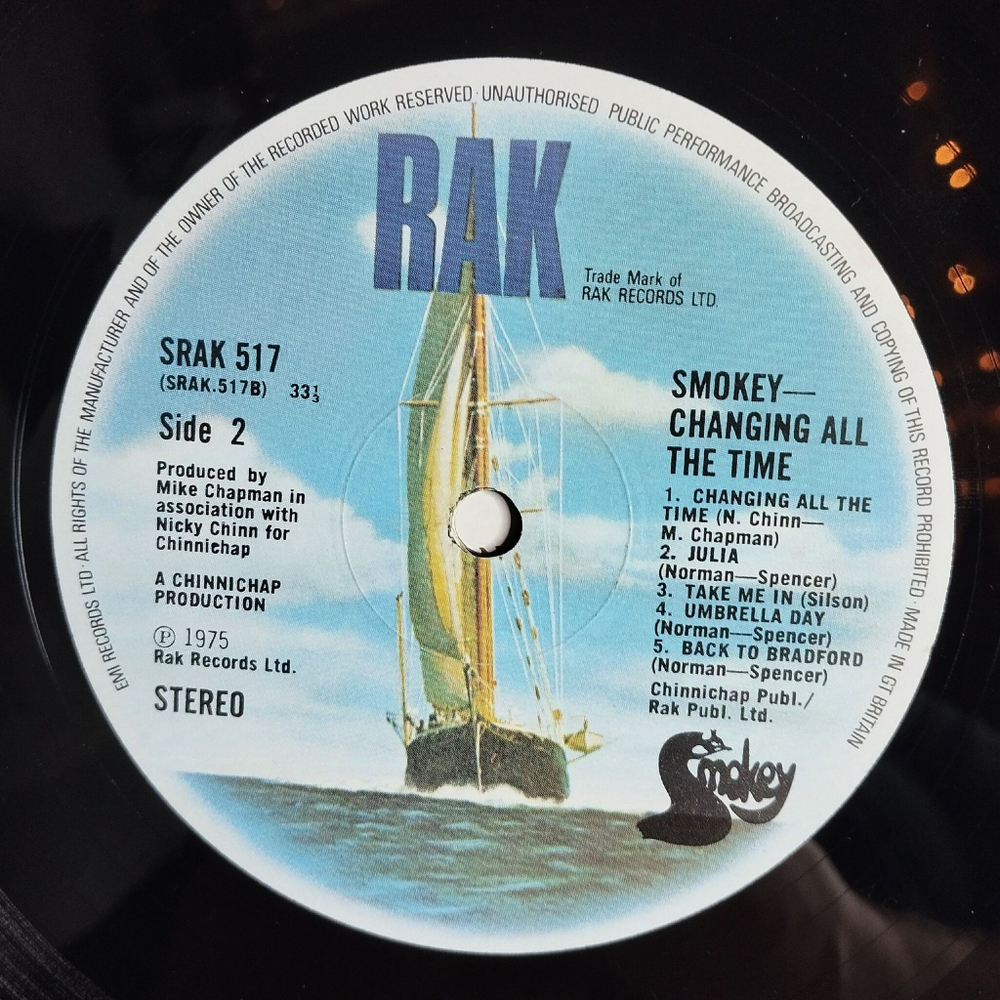 EMI RECORDS LTD · ALL RIGHTS OF THE MANUFACTURER AND OF THE OWNER OF THE RECORDED WORK RESERVED · UNAUTHORISED PUBLIC PERFORMANCE BROADCASTING AND COPYING OF THIS RECORD PROHIBITED · MADE IN GT BRITAIN
RAK
Trade Mark of
RAK RECORDS LTD.
SRAK 517
(SRAK.517B) 33⅓
Side 2
Produced by
Mike Chapman in
association with
Nicky Chinn for
Chinnichap
A CHINNICHAP
PRODUCTION
℗ 1975
Rak Records Ltd.
STEREO
SMOKEY—
CHANGING ALL
THE TIME
1. CHANGING ALL THE
TIME (N. Chinn—
M. Chapman)
2. JULIA
(Norman—Spencer)
3. TAKE ME IN (Silson)
4. UMBRELLA DAY
(Norman—Spencer)
5. BACK TO BRADFORD
(Norman—Spencer)
Chinnichap Publ./
Rak Publ. Ltd.
Smokey